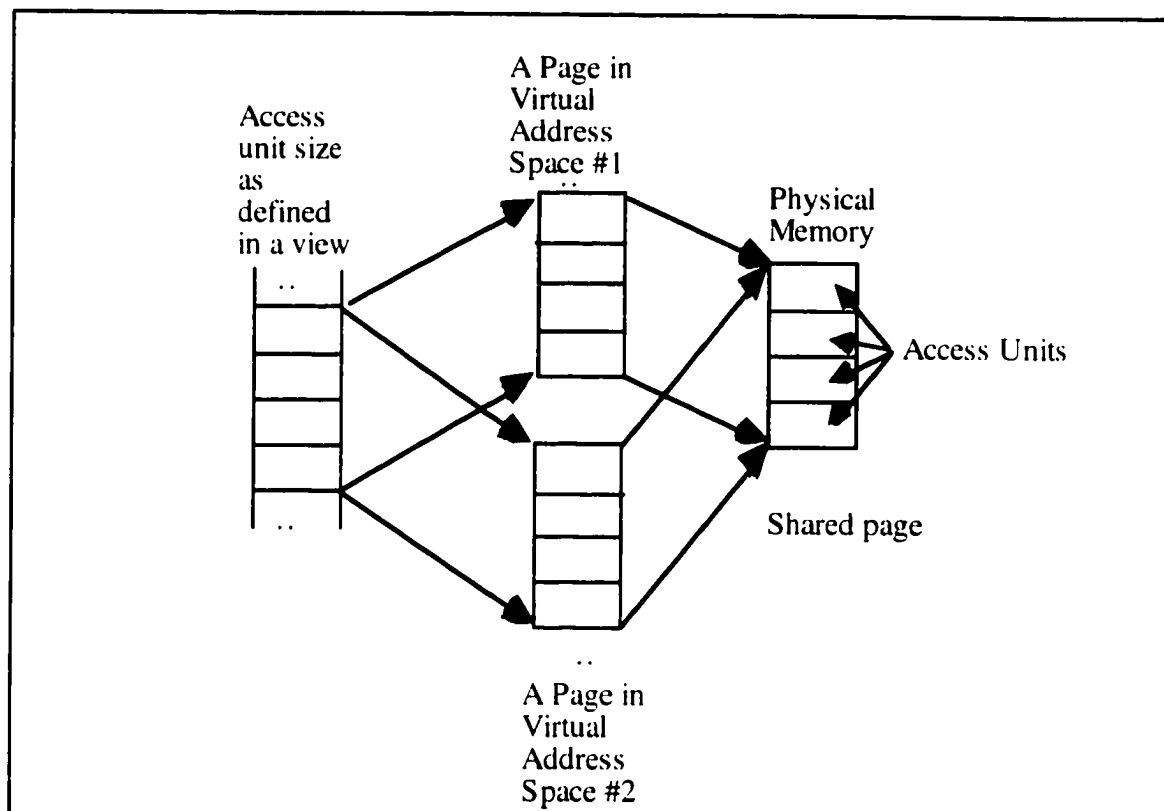 Access
unit size
as
defined
in a view
..
..
A Page in
Virtual
Address
Space #1
..
Physical
Memory
Access Units
Shared page
..
A Page in
Virtual
Address
Space #2